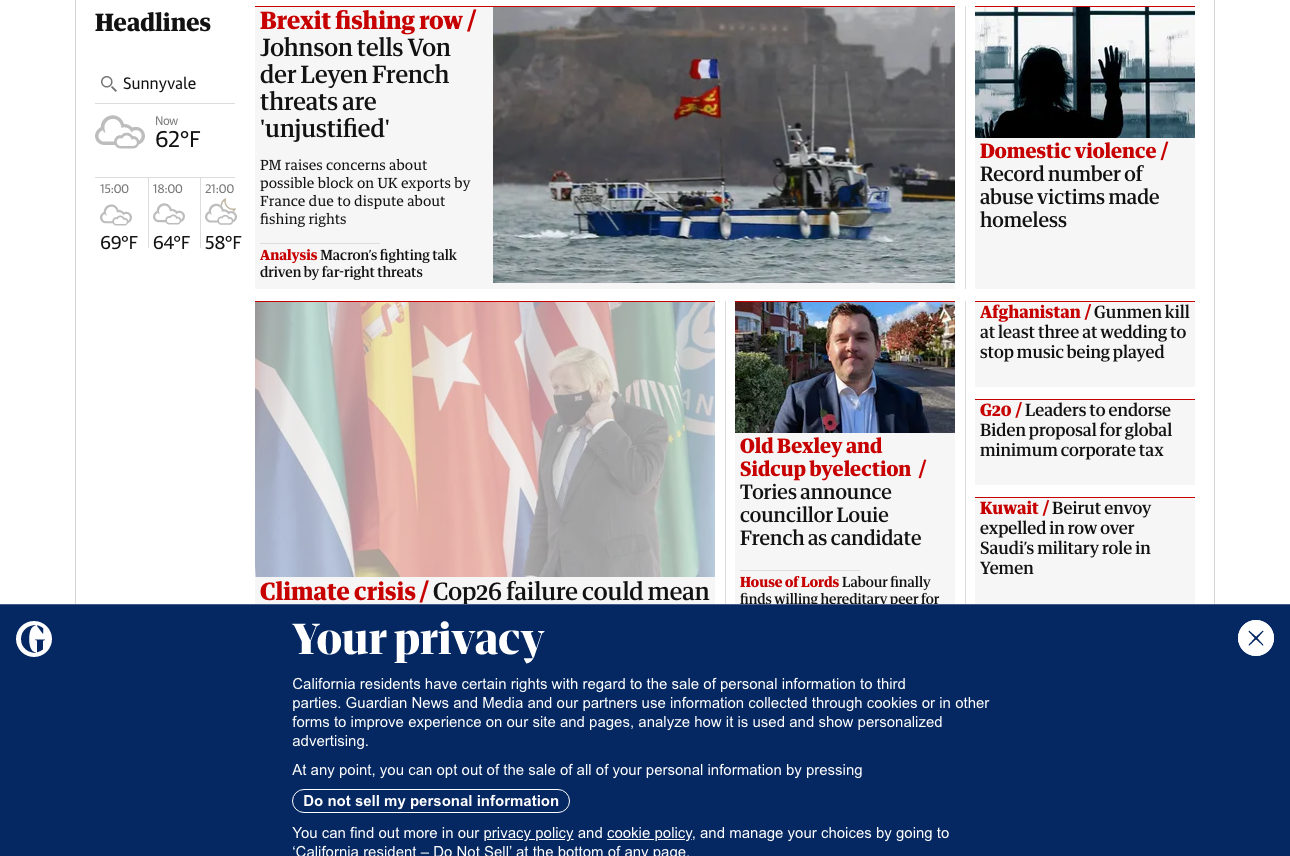 Headlines
Sunnyvale
Now
62°F
15:00
18:00
21:00
69°F
64°F
58°F
Brexit fishing row /
Johnson tells Von
der Leyen French
threats are
'unjustified'
PM raises concerns about
possible block on UK exports by
France due to dispute about
fishing rights
Analysis Macron’s fighting talk
driven by far-right threats
Domestic violence /
Record number of
abuse victims made
homeless
Climate crisis / Cop26 failure could mean
Old Bexley and
Sidcup byelection /
Tories announce
councillor Louie
French as candidate
House of Lords Labour finally
finds willing hereditary peer for
Afghanistan / Gunmen kill
at least three at wedding to
stop music being played
G20 / Leaders to endorse
Biden proposal for global
minimum corporate tax
Kuwait / Beirut envoy
expelled in row over
Saudi’s military role in
Yemen
G
Your privacy
California residents have certain rights with regard to the sale of personal information to third
parties. Guardian News and Media and our partners use information collected through cookies or in other
forms to improve experience on our site and pages, analyze how it is used and show personalized
advertising.
At any point, you can opt out of the sale of all of your personal information by pressing
Do not sell my personal information
You can find out more in our privacy policy and cookie policy, and manage your choices by going to
‘California resident – Do Not Sell’ at the bottom of any page.